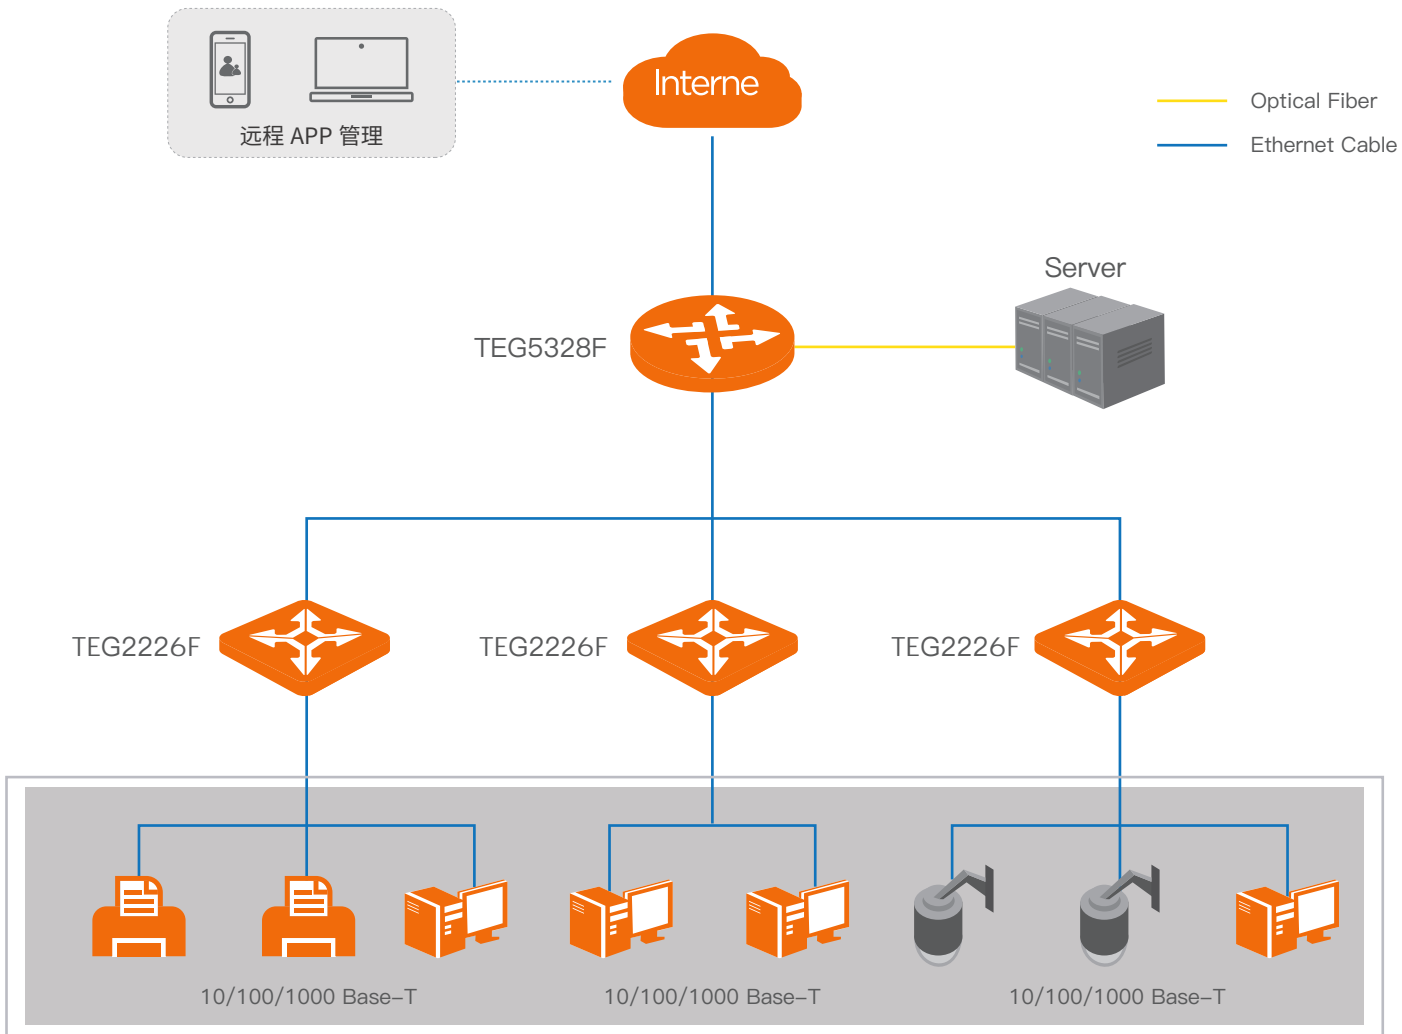 Interne
远程 APP 管理
Optical Fiber
Ethernet Cable
Server
TEG5328F
TEG2226F
TEG2226F
TEG2226F
10/100/1000 Base-T
10/100/1000 Base-T
10/100/1000 Base-T